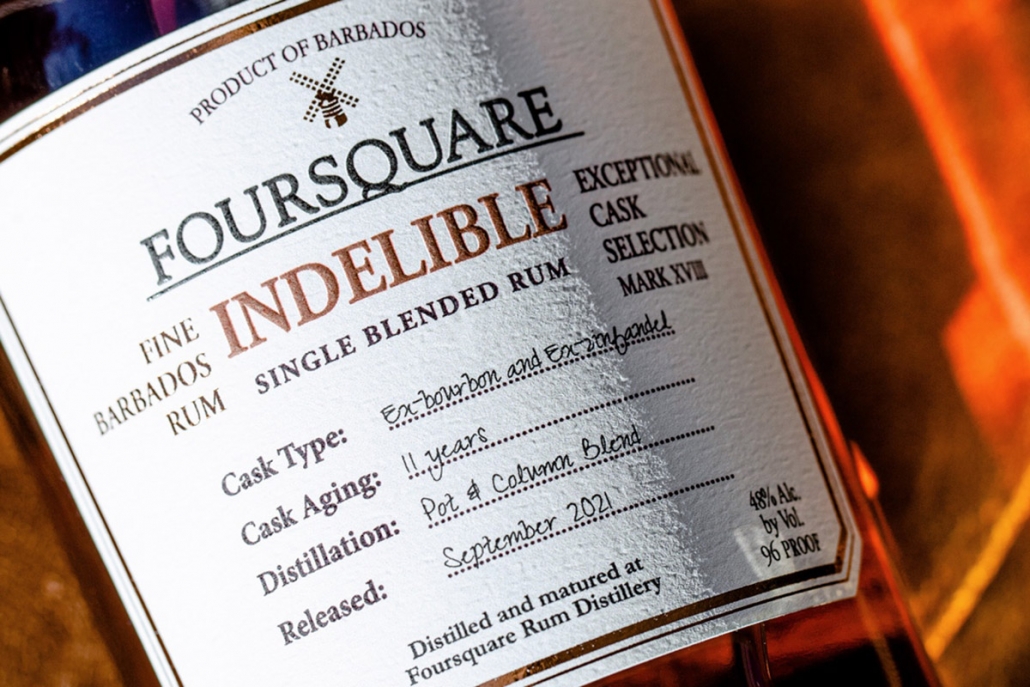 PRODUCT OF BARBADOS
FOURSQUARE
INDELIBLE
EXCEPTIONAL
CASK
SELECTION
MARK XVIII
FINE
BARBADOS
RUM
SINGLE BLENDED RUM
Cask Type: Ex-bourbon and Ex-zinfandel
Cask Aging: 11 years
Distillation: Pot & Column Blend
Released: September 2021
48% Alc.
by Vol.
96 PROOF
Distilled and matured at
Foursquare Rum Distillery